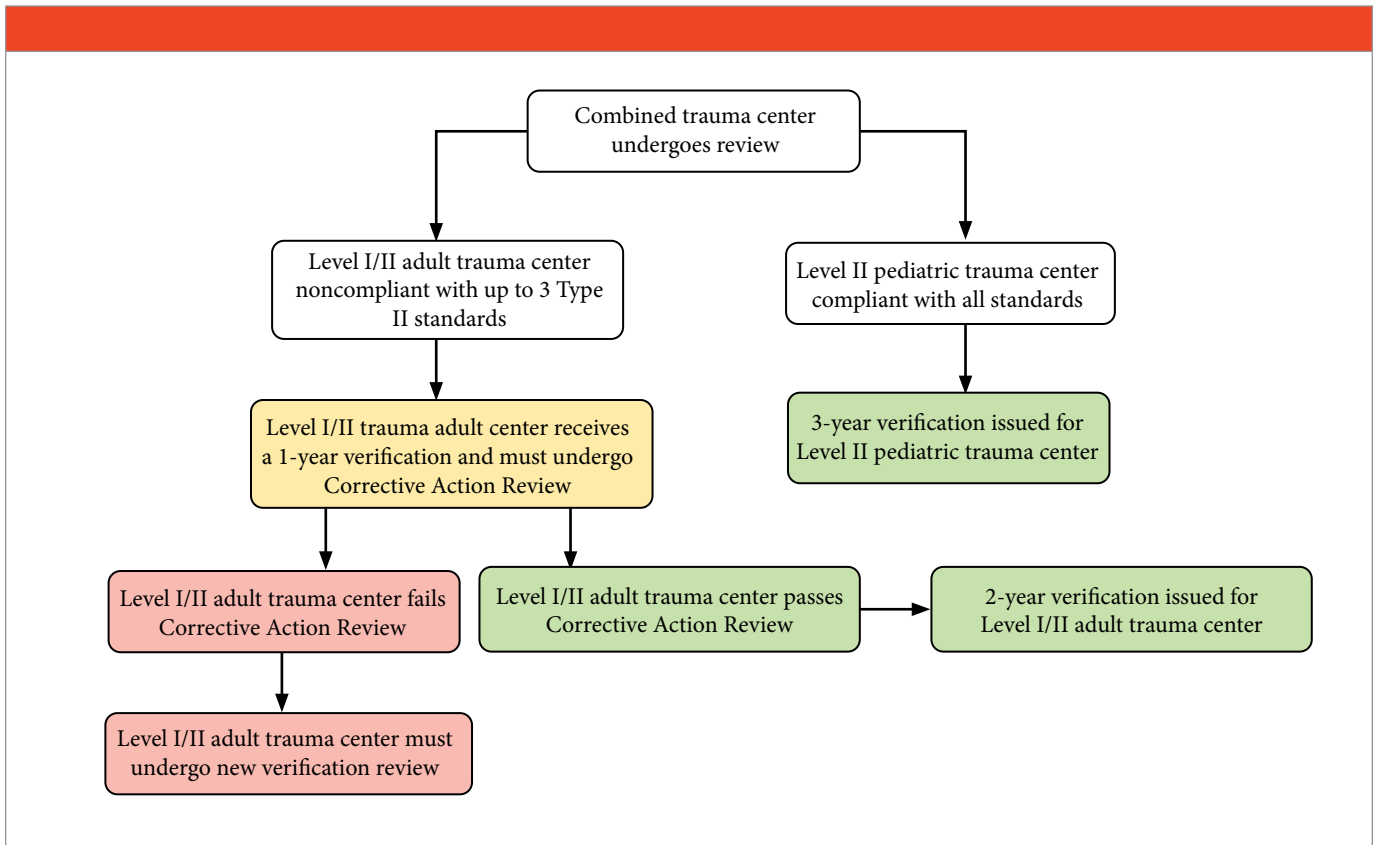 Combined trauma center
undergoes review
Level I/II adult trauma center
noncompliant with up to 3 Type
II standards
Level II pediatric trauma center
compliant with all standards
Level I/II trauma adult center receives
a 1-year verification and must undergo
Corrective Action Review
3-year verification issued for
Level II pediatric trauma center
Level I/II adult trauma center fails
Corrective Action Review
Level I/II adult trauma center passes
Corrective Action Review
2-year verification issued for
Level I/II adult trauma center
Level I/II adult trauma center must
undergo new verification review